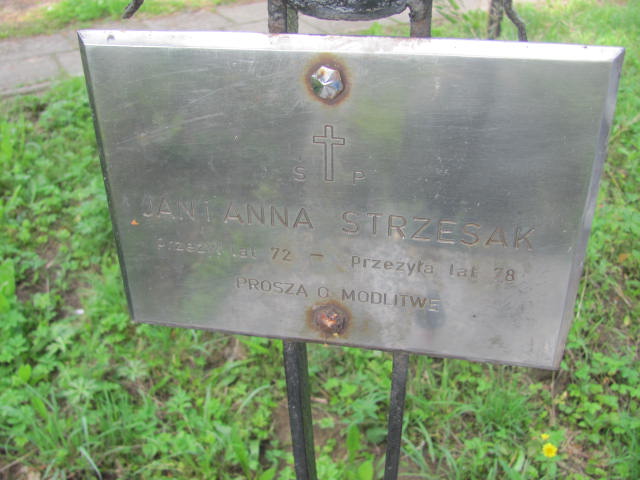 S P
JAN I ANNA STRZESAK
Przeżył lat 72 – Przeżyła lat 78
PROSZĄ O MODLITWĘ